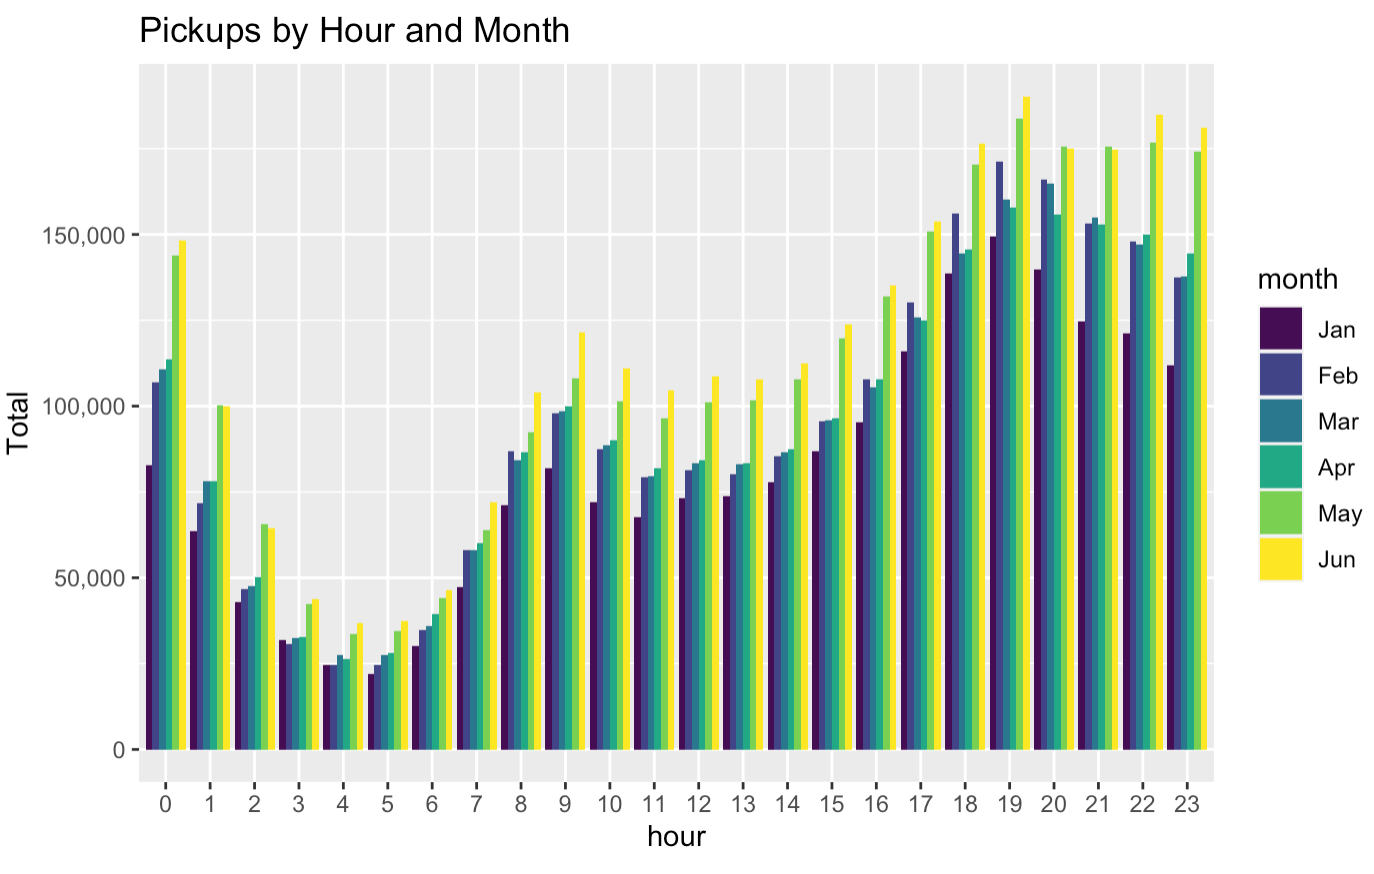 Pickups by Hour and Month
Total
150,000
100,000
50,000
0
0 1 2 3 4 5 6 7 8 9 10 11 12 13 14 15 16 17 18 19 20 21 22 23
hour
month
Jan
Feb
Mar
Apr
May
Jun